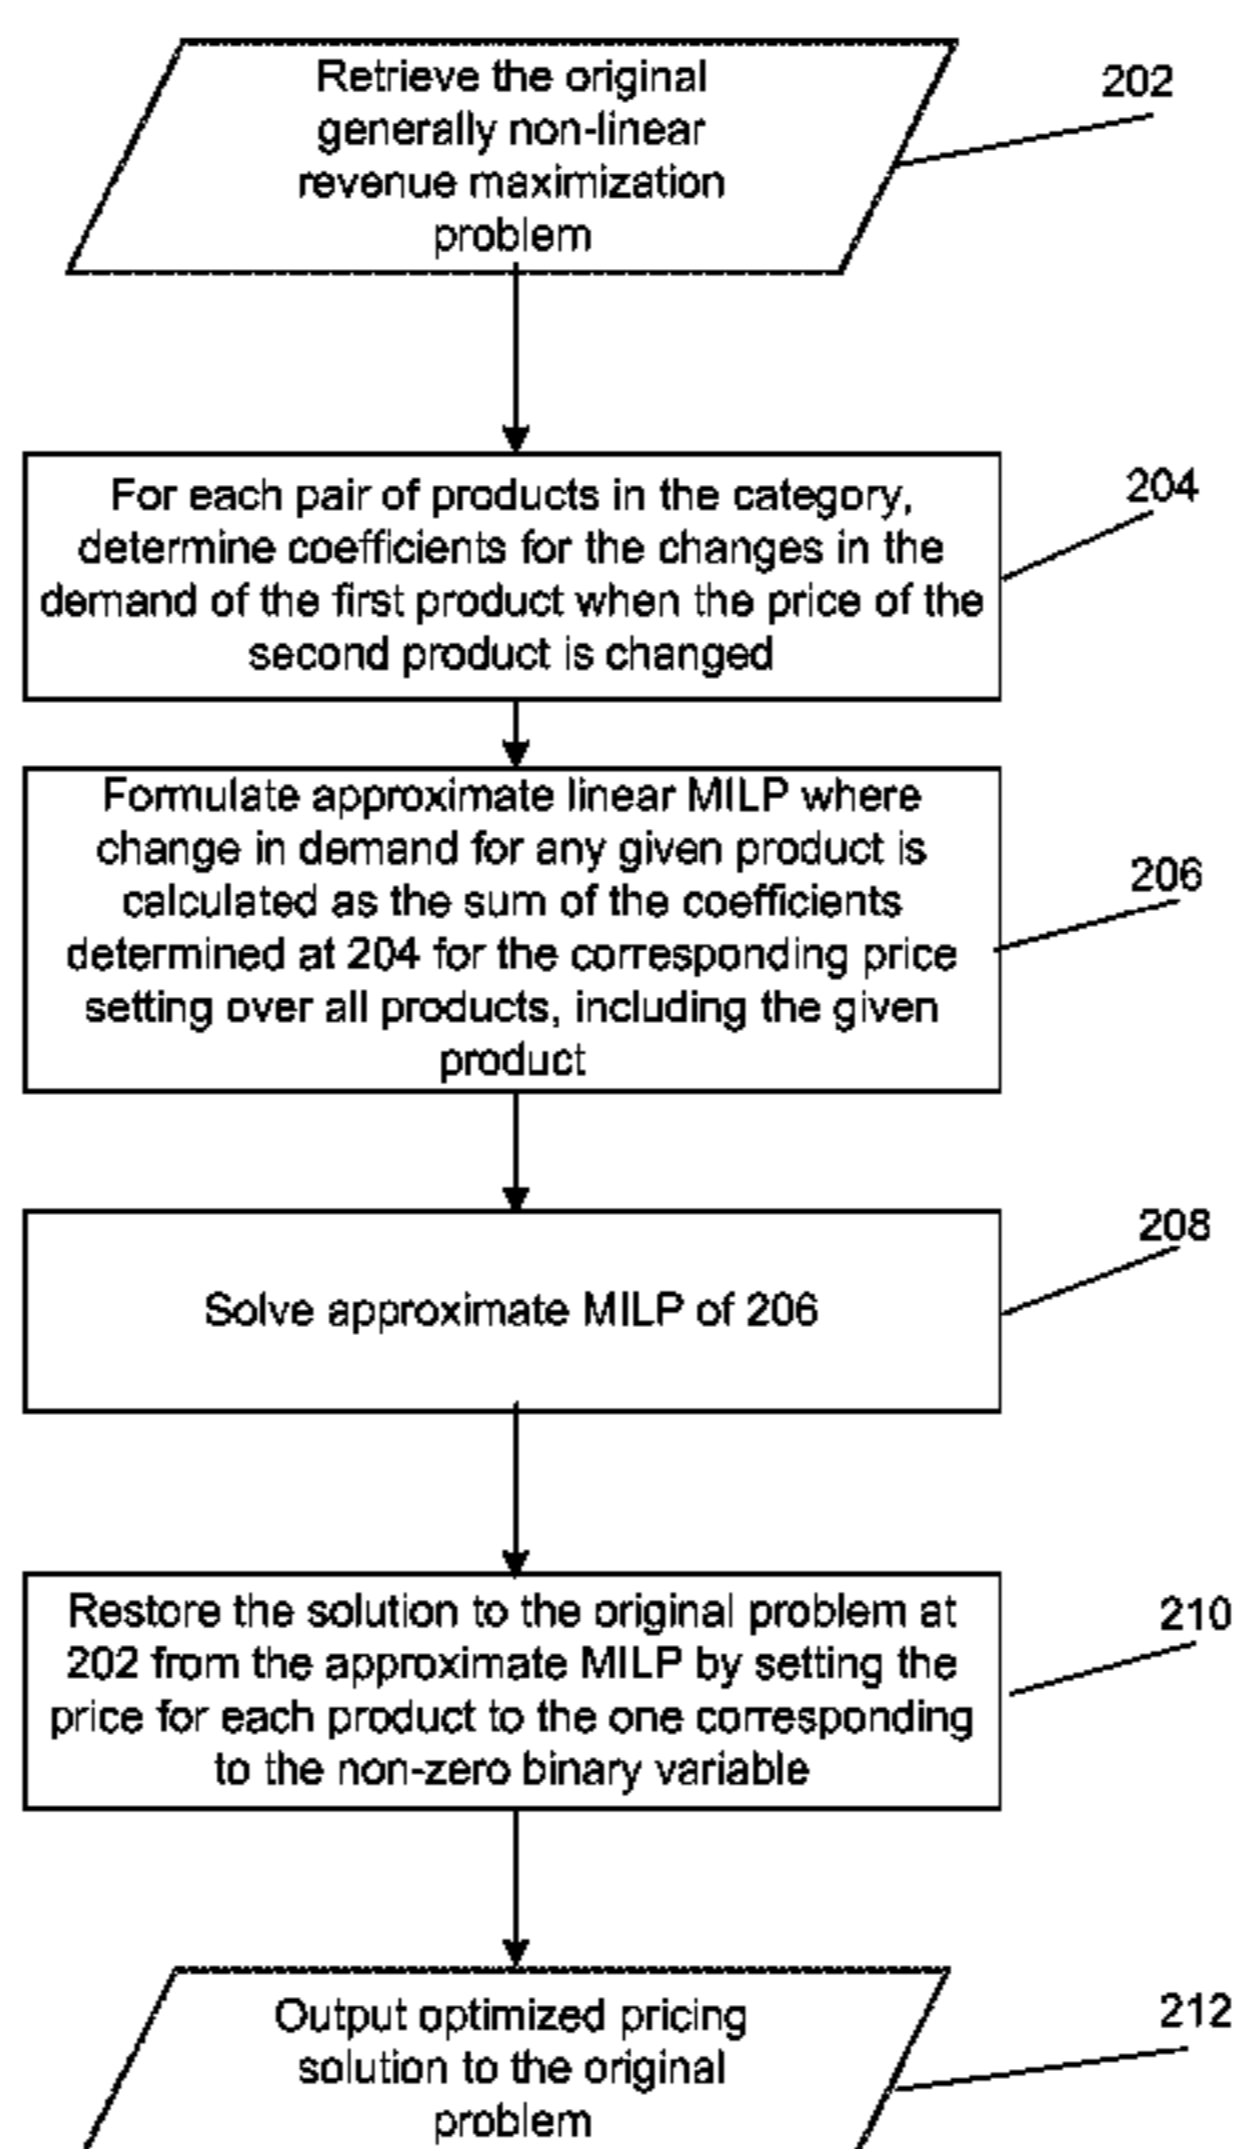 Retrieve the original
generally non-linear
revenue maximization
problem
202
For each pair of products in the category,
determine coefficients for the changes in the
demand of the first product when the price of the
second product is changed
204
Formulate approximate linear MILP where
change in demand for any given product is
calculated as the sum of the coefficients
determined at 204 for the corresponding price
setting over all products, including the given
product
206
Solve approximate MILP of 206
208
Restore the solution to the original problem at
202 from the approximate MILP by setting the
price for each product to the one corresponding
to the non-zero binary variable
210
Output optimized pricing
solution to the original
problem
212